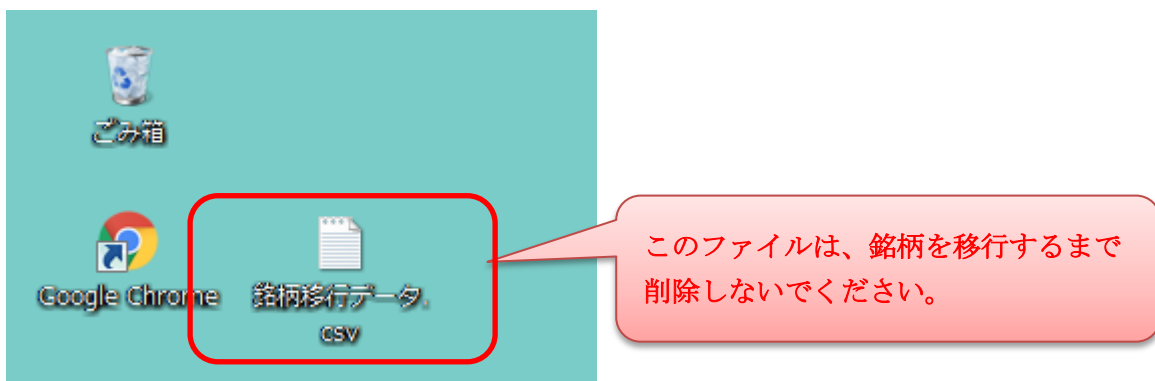 ごみ箱
Google Chrome
銘柄移行データ.
csv
このファイルは、銘柄を移行するまで
削除しないでください。